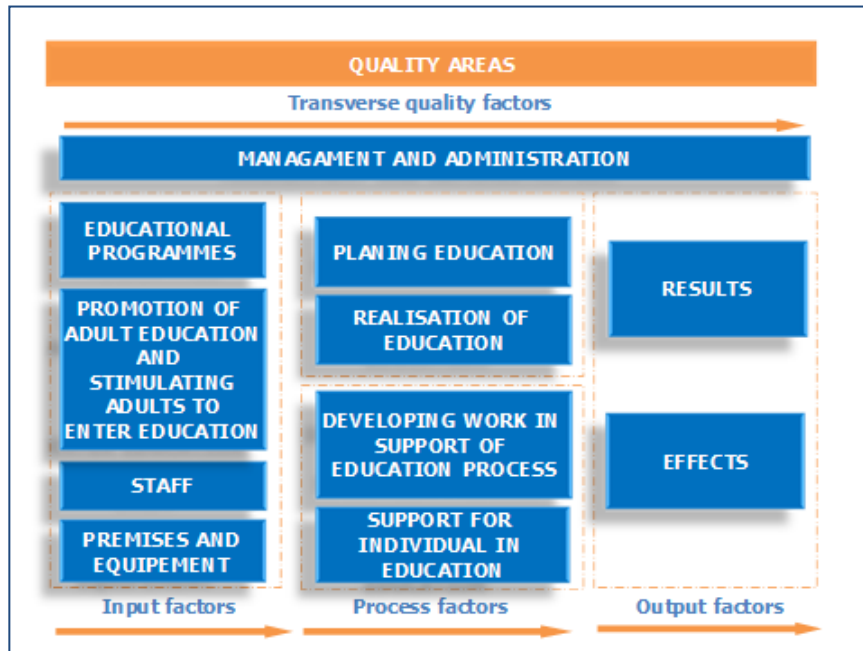 QUALITY AREAS
Transverse quality factors
MANAGAMENT AND ADMINISTRATION
EDUCATIONAL
PROGRAMMES
PROMOTION OF
ADULT EDUCATION
AND
STIMULATING
ADULTS TO
ENTER EDUCATION
STAFF
PREMISES AND
EQUIPEMENT
Input factors
PLANING EDUCATION
REALISATION OF
EDUCATION
DEVELOPING WORK IN
SUPPORT OF
EDUCATION PROCESS
SUPPORT FOR
INDIVIDUAL IN
EDUCATION
Process factors
RESULTS
EFFECTS
Output factors